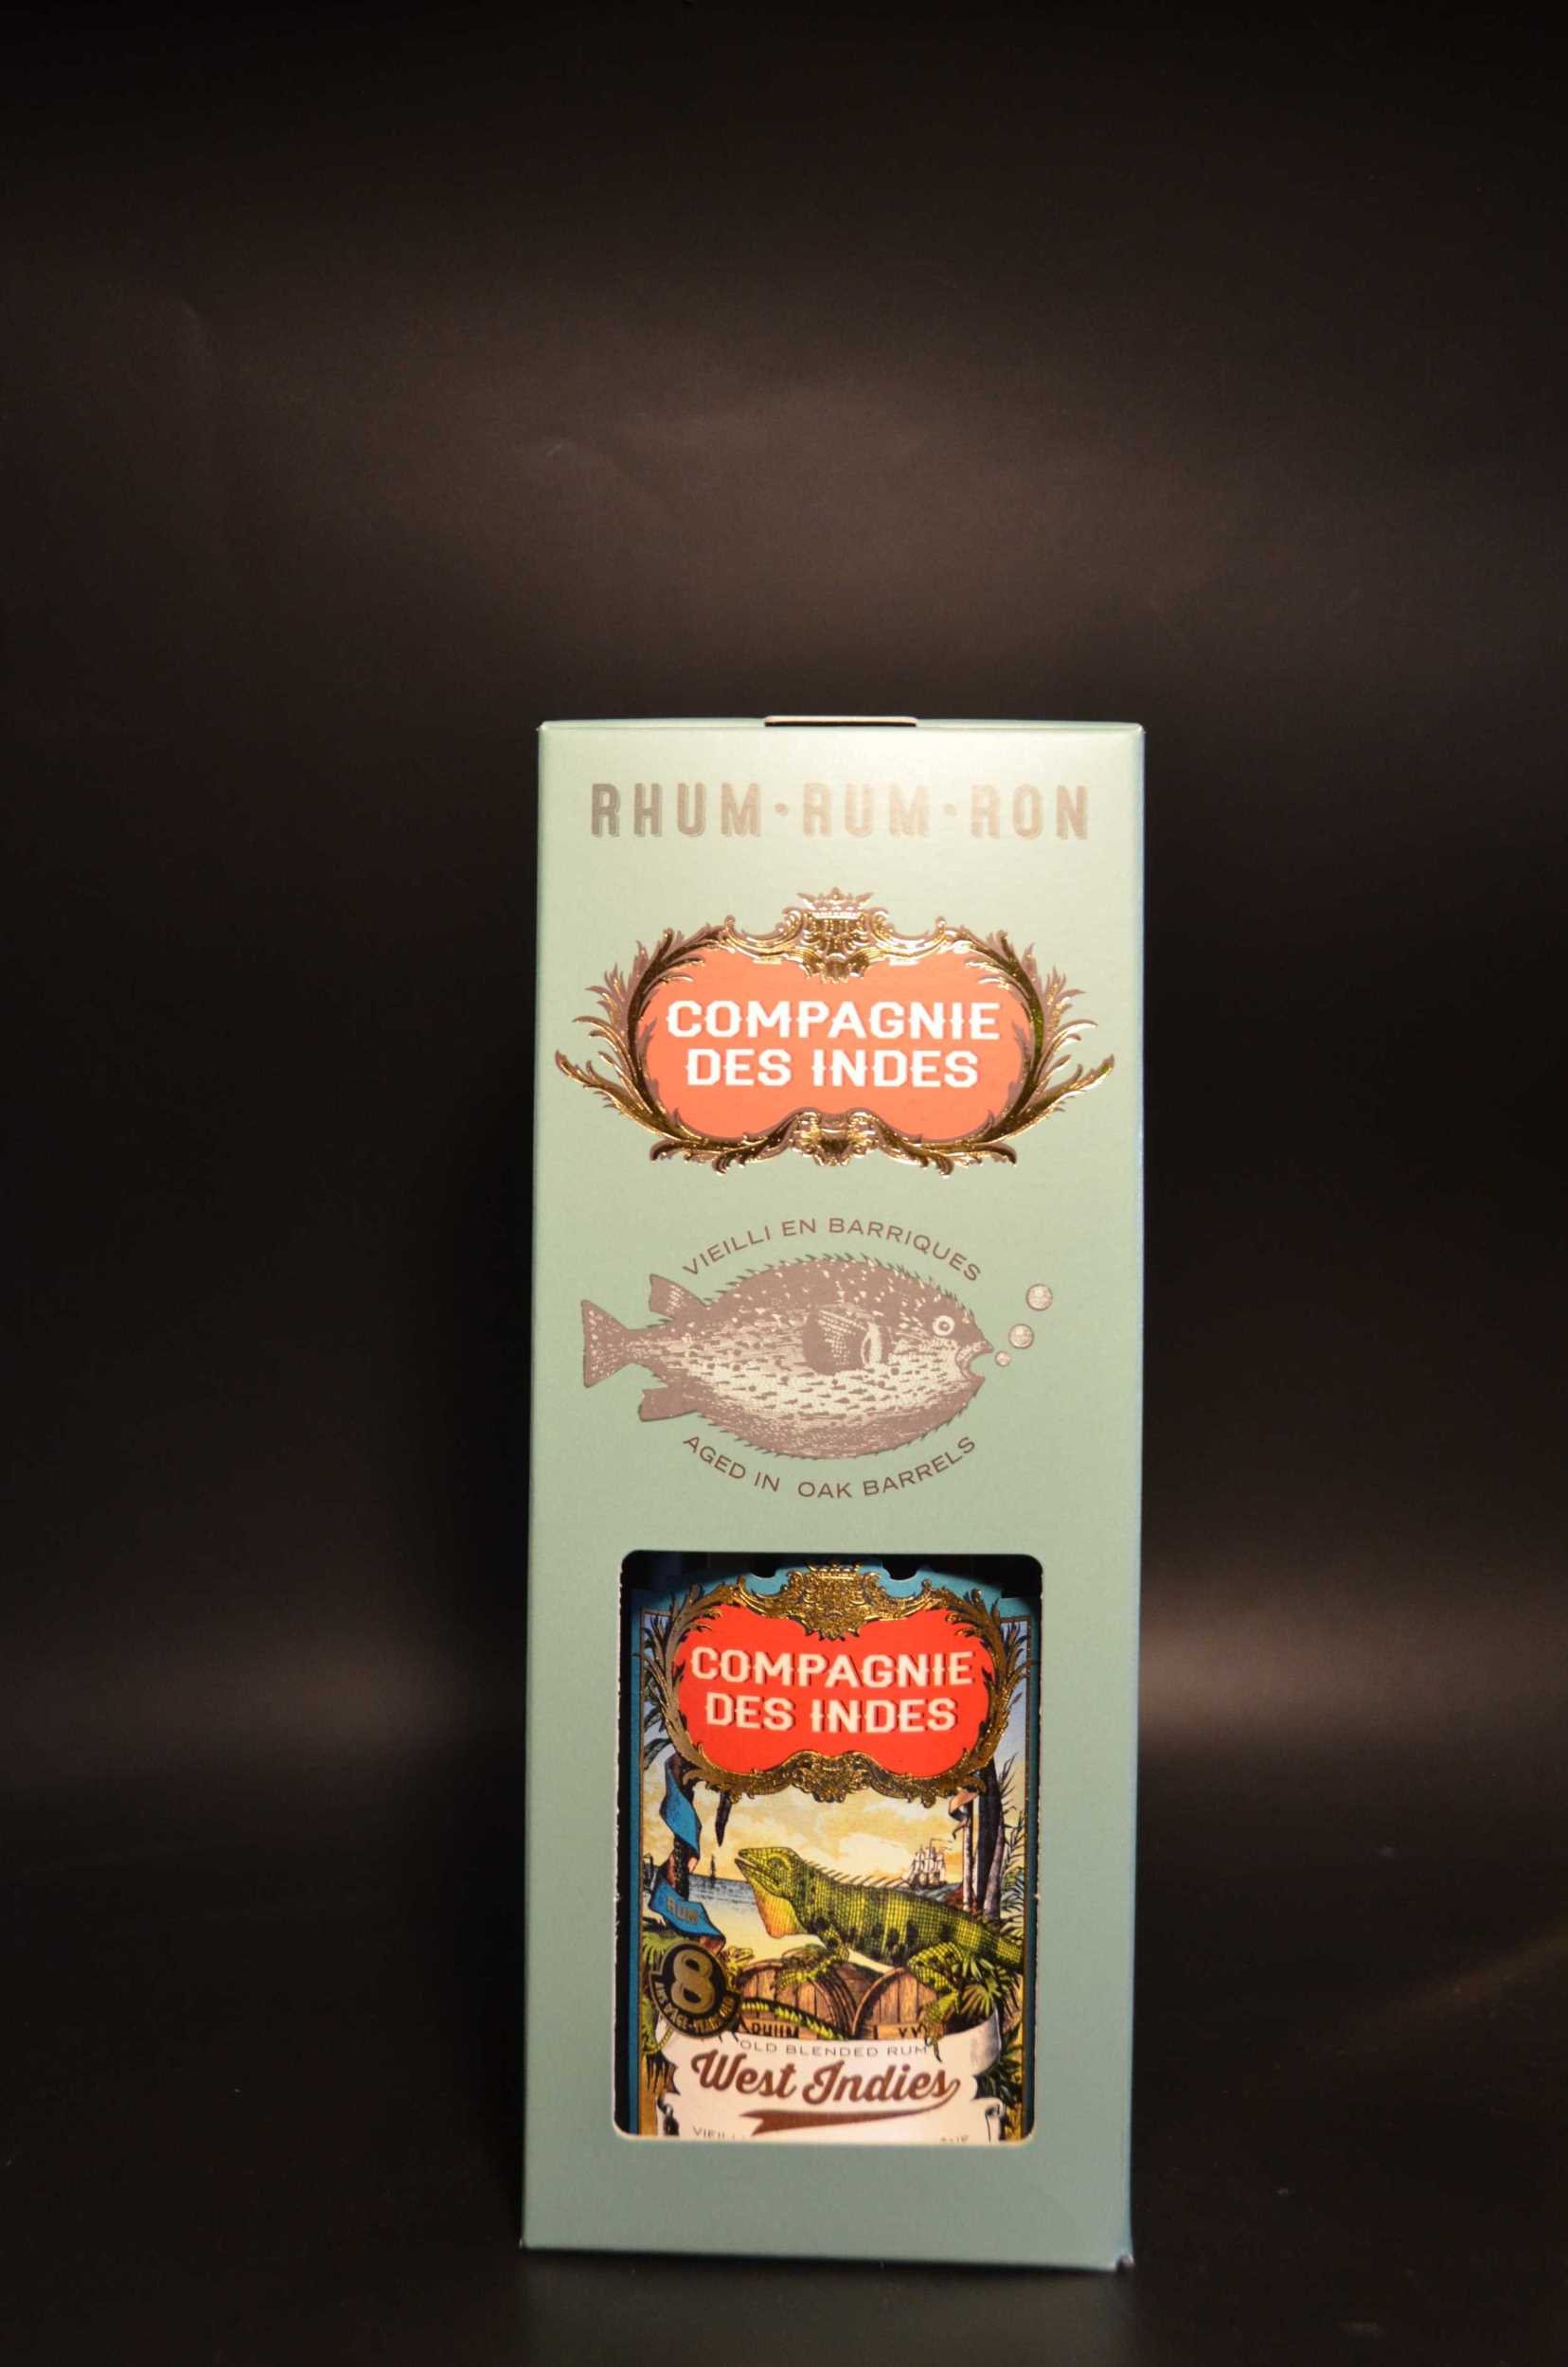 RHUM·RUM·RON
COMPAGNIE
DES INDES
VIEILLI EN BARRIQUES
AGED IN OAK BARRELS
COMPAGNIE
DES INDES
RUM
8
RHUM
OLD BLENDED RUM
West Indies